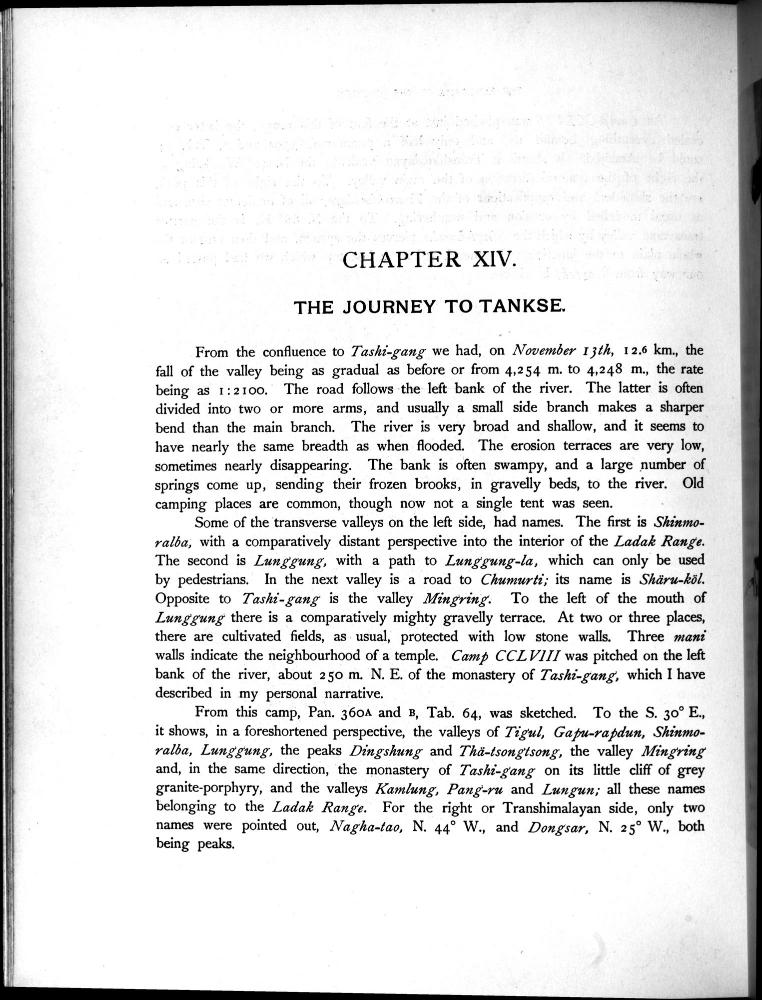 CHAPTER XIV.
THE JOURNEY TO TANKSE.
From the confluence to Tashi-gang we had, on November 13th, 12.6 km., the
fall of the valley being as gradual as before or from 4,254 m. to 4,248 m., the rate
being as 1:2100. The road follows the left bank of the river. The latter is often
divided into two or more arms, and usually a small side branch makes a sharper
bend than the main branch. The river is very broad and shallow, and it seems to
have nearly the same breadth as when flooded. The erosion terraces are very low,
sometimes nearly disappearing. The bank is often swampy, and a large number of
springs come up, sending their frozen brooks, in gravelly beds, to the river. Old
camping places are common, though now not a single tent was seen.
Some of the transverse valleys on the left side, had names. The first is Shinmo-
ralba, with a comparatively distant perspective into the interior of the Ladak Range.
The second is Lunggung, with a path to Lunggung-la, which can only be used
by pedestrians. In the next valley is a road to Chumurti; its name is Shäru-köl.
Opposite to Tashi-gang is the valley Mingring. To the left of the mouth of
Lunggung there is a comparatively mighty gravelly terrace. At two or three places,
there are cultivated fields, as usual, protected with low stone walls. Three mani
walls indicate the neighbourhood of a temple. Camp CCLVIII was pitched on the left
bank of the river, about 250 m. N. E. of the monastery of Tashi-gang, which I have
described in my personal narrative.
From this camp, Pan. 360A and B, Tab. 64, was sketched. To the S. 30° E.,
it shows, in a foreshortened perspective, the valleys of Tigul, Gapu-rapdun, Shinmo-
ralba, Lunggung, the peaks Dingshung and Thä-tsongtsong, the valley Mingring
and, in the same direction, the monastery of Tashi-gang on its little cliff of grey
granite-porphyry, and the valleys Kamlung, Pang-ru and Lungun; all these names
belonging to the Ladak Range. For the right or Transhimalayan side, only two
names were pointed out, Nagha-tao, N. 44° W., and Dongsar, N. 25° W., both
being peaks.